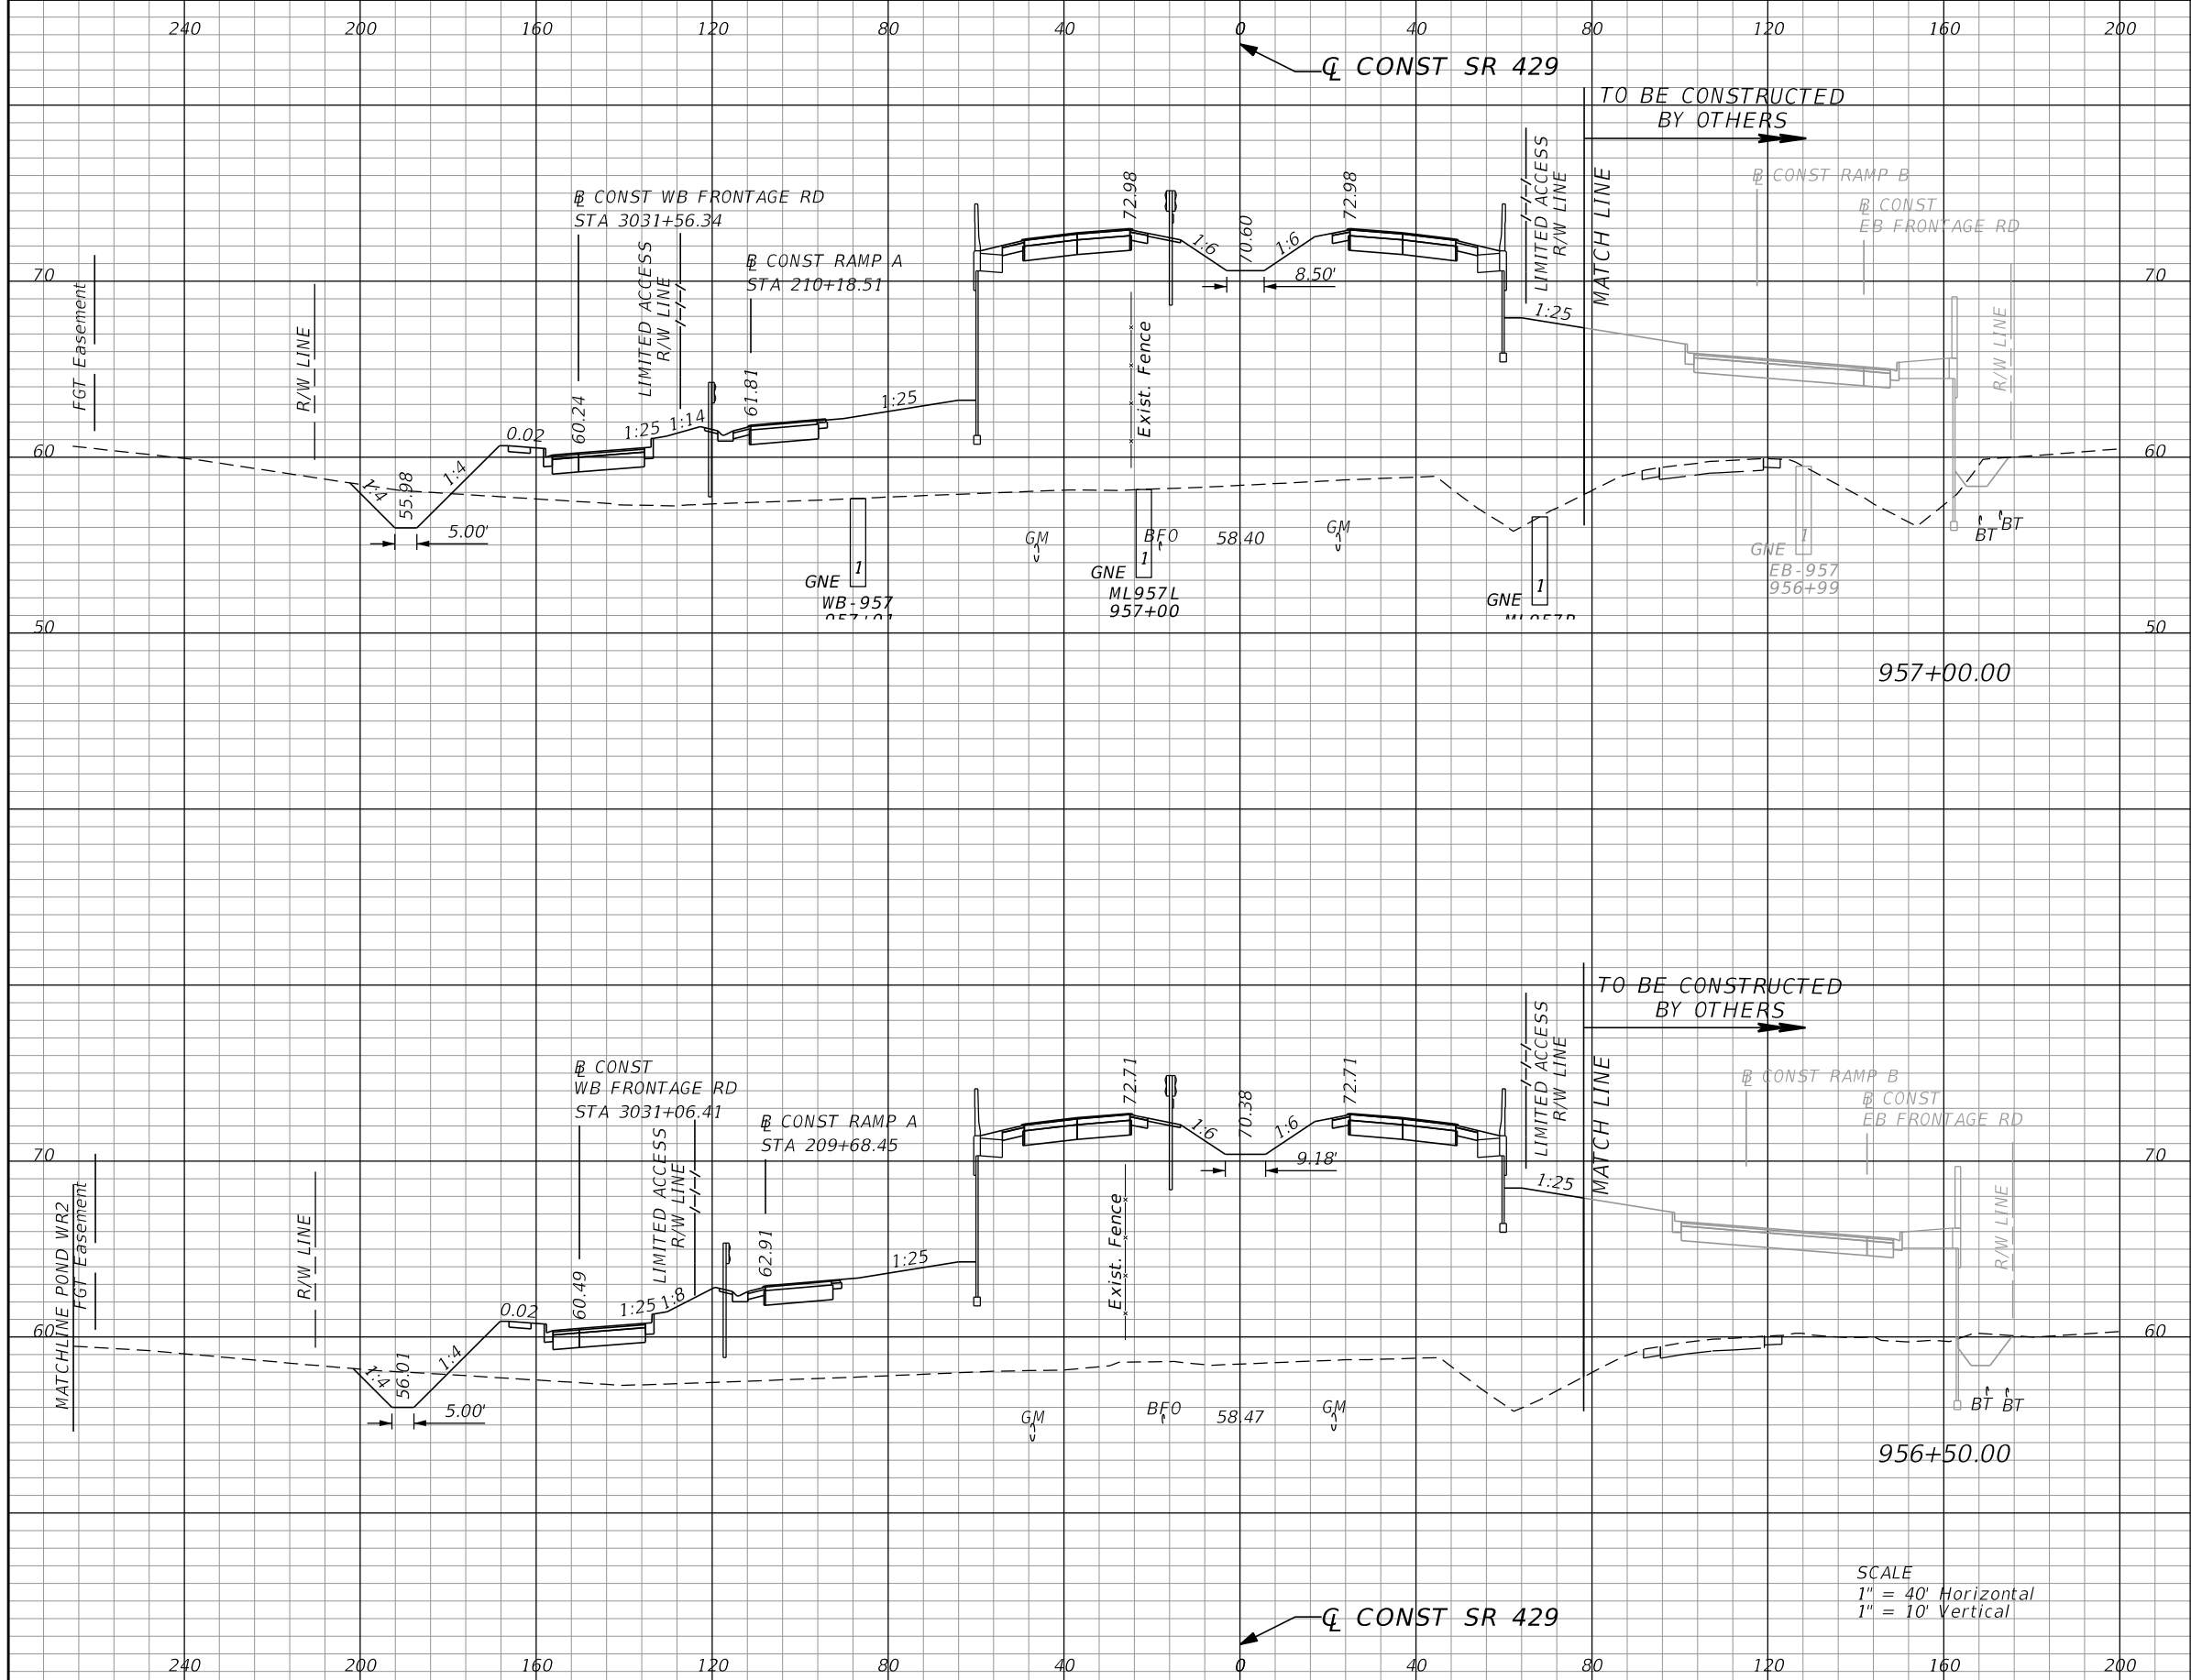 240 200 160 120 80 40 0 40 80 120 160 200
℄ CONST SR 429
TO BE CONSTRUCTED
BY OTHERS
LIMITED ACCESS
R/W LINE
MATCH LINE
BL CONST RAMP B
BL CONST
EB FRONTAGE RD
BL CONST WB FRONTAGE RD
STA 3031+56.34
LIMITED ACCESS
R/W LINE
BL CONST RAMP A
STA 210+18.51
72.98
1:6
70.60
1:6
72.98
8.50'
70
70
FGT Easement
R/W LINE
1:25
R/W LINE
Exist. Fence
60.24
61.81
1:25
1:25
1:14
0.02
60
60
1:4
55.98
1:4
5.00'
GM
BFO
58.40
GM
BT
BT
1
GNE
WB-957
1
GNE
ML957L
957+00
1
GNE
1
GNE
EB-957
956+99
50
50
957+00.00
TO BE CONSTRUCTED
BY OTHERS
LIMITED ACCESS
R/W LINE
MATCH LINE
BL CONST RAMP B
BL CONST
EB FRONTAGE RD
BL CONST
WB FRONTAGE RD
STA 3031+06.41
LIMITED ACCESS
R/W LINE
BL CONST RAMP A
STA 209+68.45
72.71
1:6
70.38
1:6
72.71
9.18'
70
70
MATCHLINE POND WR2
FGT Easement
R/W LINE
1:25
R/W LINE
Exist. Fence
60.49
62.91
1:25
1:25
1:8
0.02
60
60
1:4
56.01
1:4
5.00'
GM
BFO
58.47
GM
BT
BT
956+50.00
SCALE
1" = 40' Horizontal
1" = 10' Vertical
℄ CONST SR 429
240 200 160 120 80 40 0 40 80 120 160 200